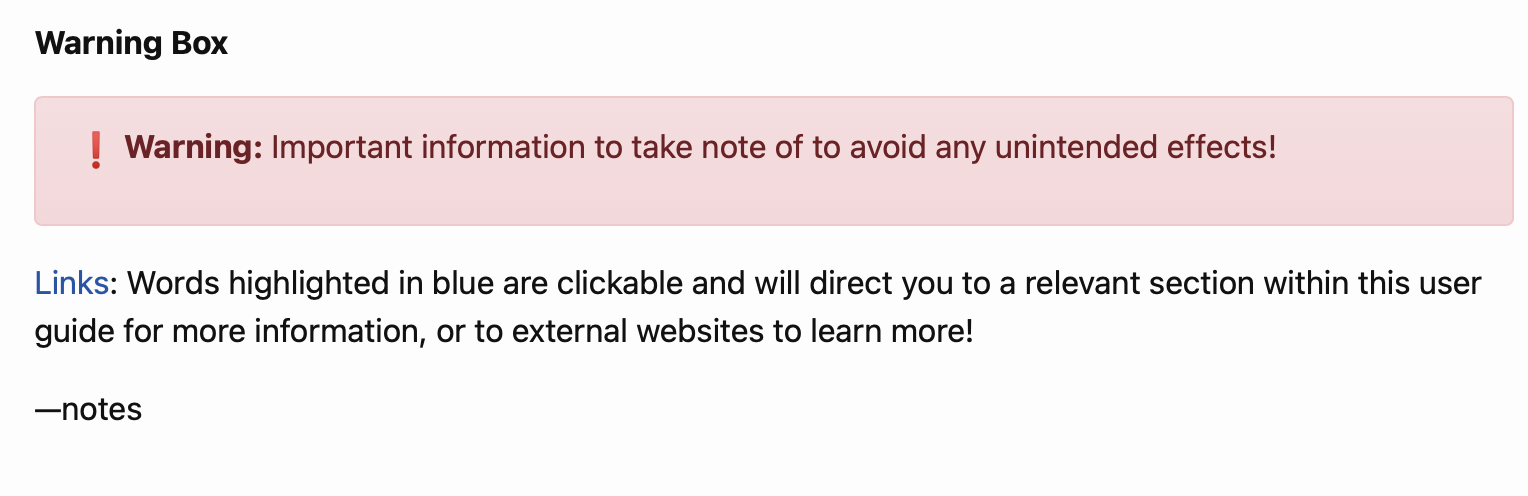 Warning Box
❗ Warning: Important information to take note of to avoid any unintended effects!
Links: Words highlighted in blue are clickable and will direct you to a relevant section within this user
guide for more information, or to external websites to learn more!
—notes